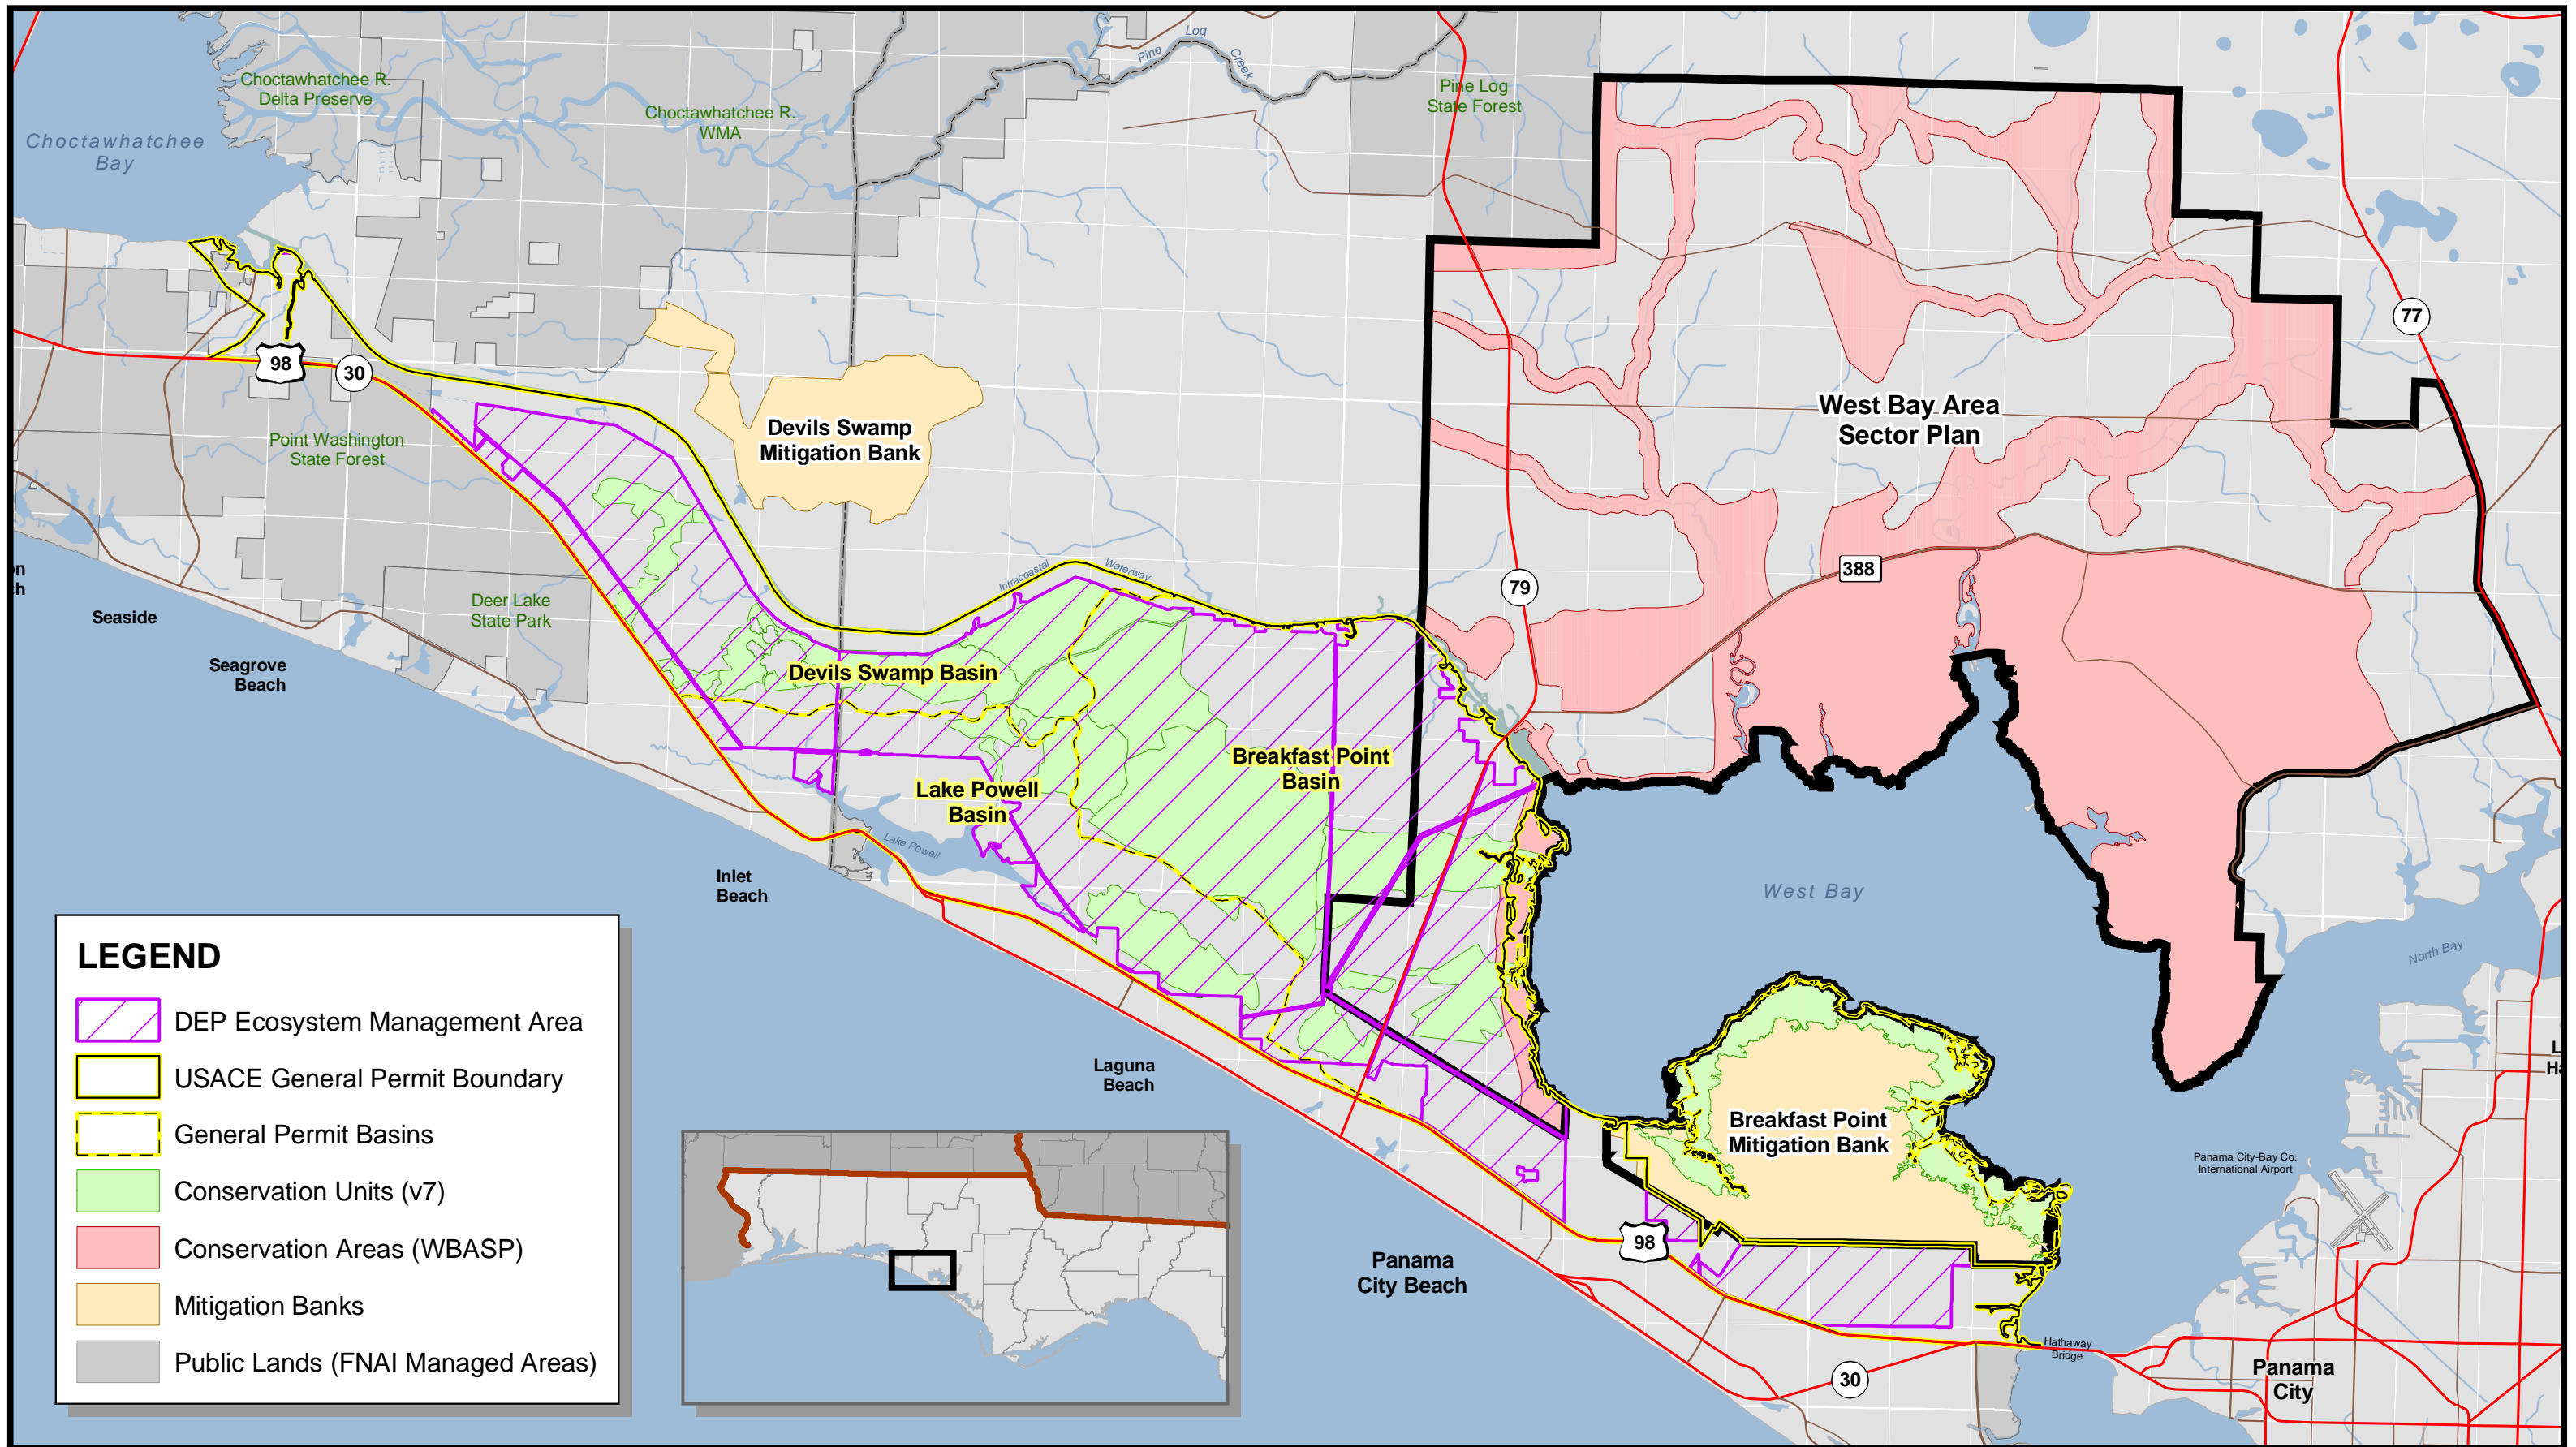 Pine
Log
Creek
Choctawhatchee R.
Delta Preserve
Choctawhatchee R.
WMA
Pine Log
State Forest
Choctawhatchee
Bay
77
98
30
West Bay Area
Sector Plan
Devils Swamp
Mitigation Bank
Point Washington
State Forest
388
79
Intracoastal
Waterway
Deer Lake
State Park
Seaside
Seagrove
Beach
Devils Swamp Basin
Breakfast Point
Basin
Lake Powell
Basin
Lake Powell
Inlet
Beach
West Bay
North Bay
Laguna
Beach
Breakfast Point
Mitigation Bank
Panama City-Bay Co.
International Airport
98
Panama
City Beach
Hathaway
Bridge
30
Panama
City
LEGEND
DEP Ecosystem Management Area
USACE General Permit Boundary
General Permit Basins
Conservation Units (v7)
Conservation Areas (WBASP)
Mitigation Banks
Public Lands (FNAI Managed Areas)